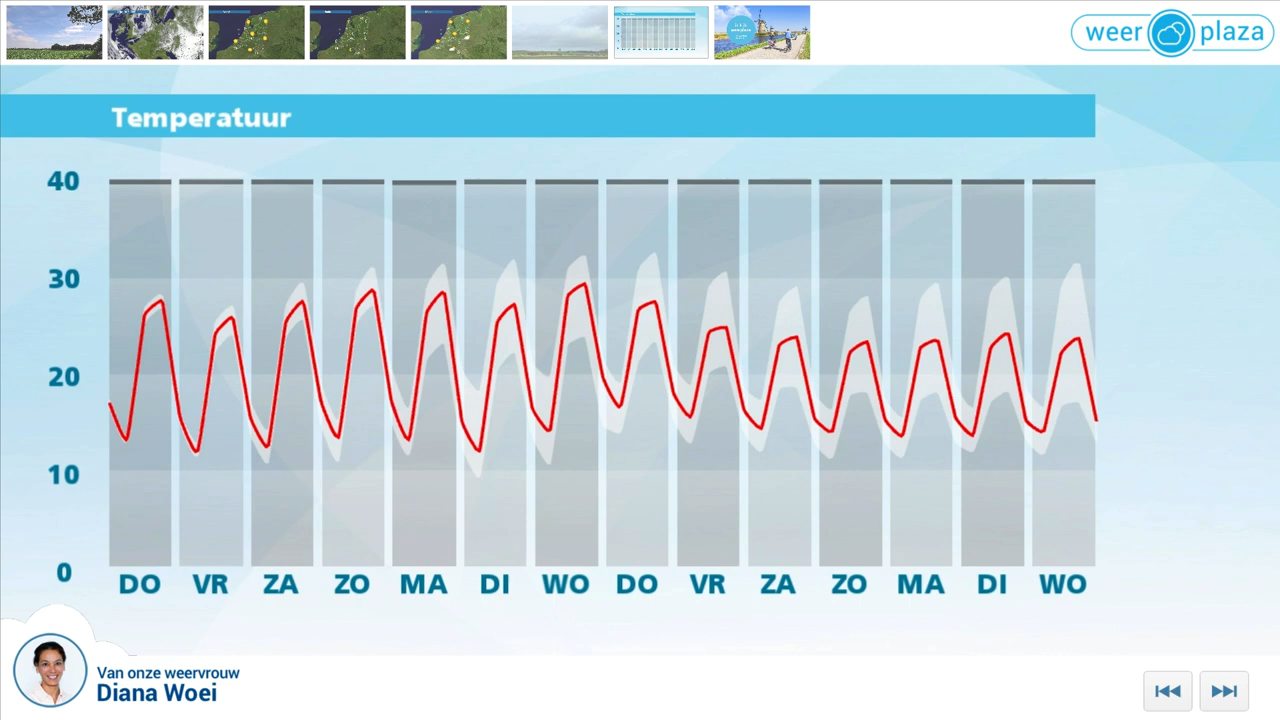 weer plaza
Temperatuur
40
30
20
10
0
DO VR ZA ZO MA DI WO DO VR ZA ZO MA DI WO
Van onze weervrouw
Diana Woei